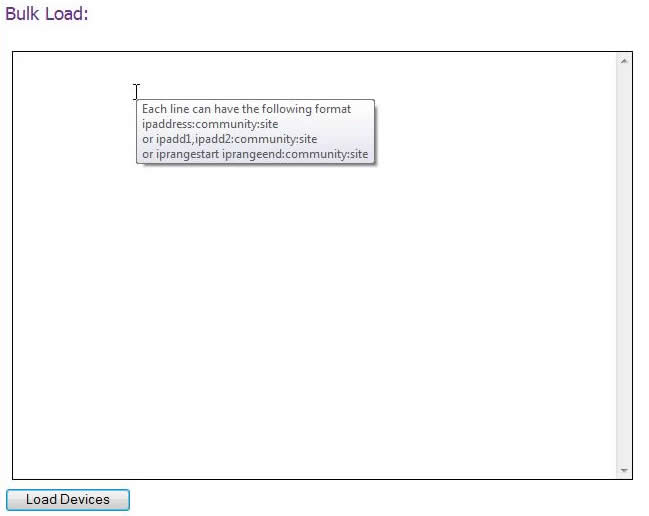 Bulk Load:
Each line can have the following format
ipaddress:community:site
or ipadd1,ipadd2:community:site
or iprangestart iprangeend:community:site
Load Devices